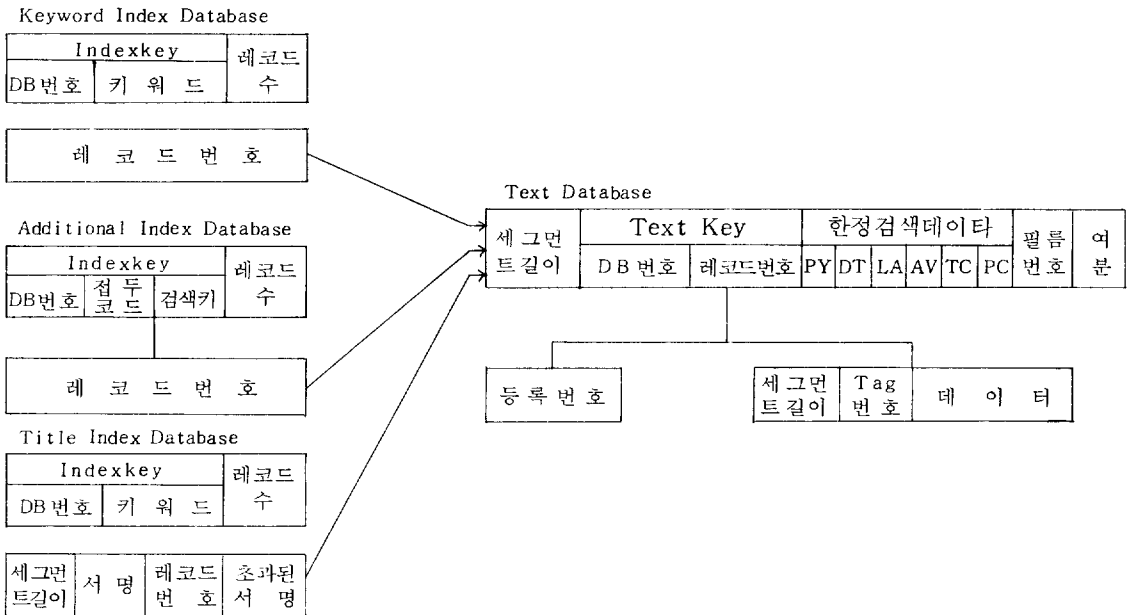 Keyword Index Database
Indexkey
레코드
수
DB번호 키 워 드
레 코 드 번 호
Additional Index Database
Indexkey
레코드
수
DB번호 접 두
코 드 검색키
레 코 드 번 호
Title Index Database
Indexkey
레코드
수
DB번호 키 워 드
세그먼
트길이 서 명 레코드
번 호 초과된
서 명
Text Database
세그먼
트길이
Text Key
DB번호 레코드번호
한정검색데이타
PY DT LA AV TC PC
필름
번호
여
분
등록번호
세그먼
트길이 Tag
번호 데 이 터